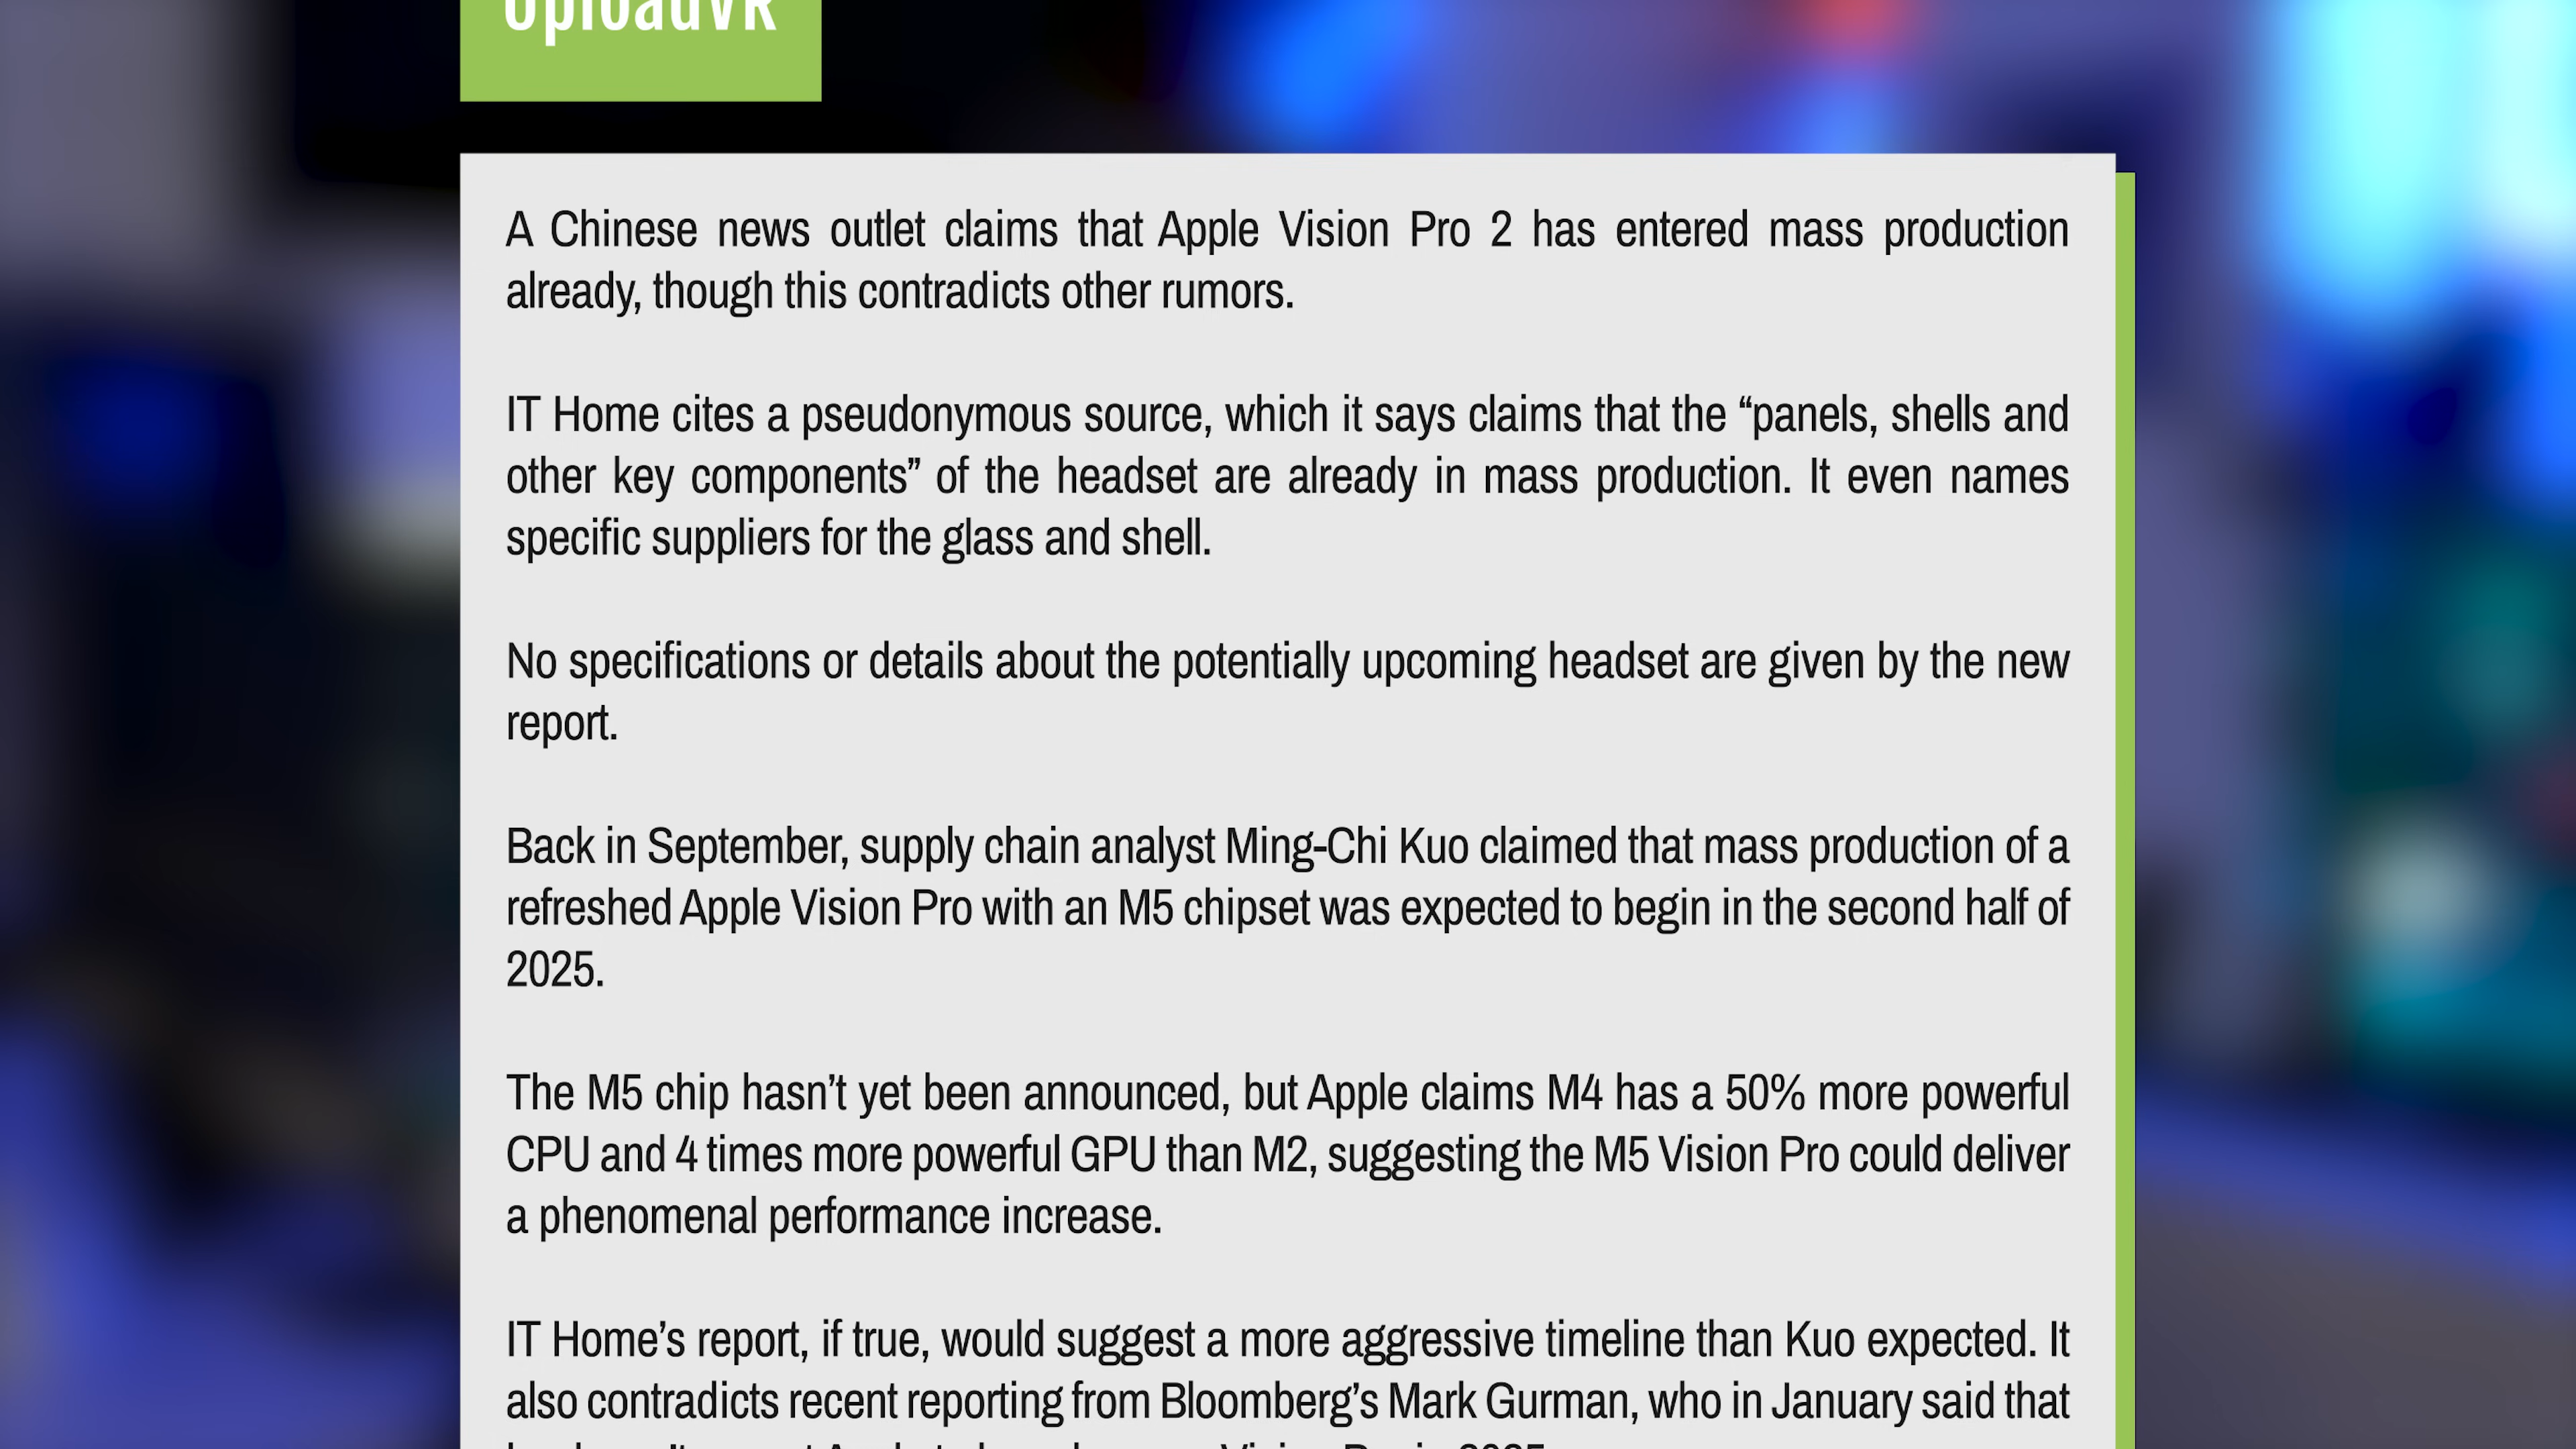 UploadVR
A Chinese news outlet claims that Apple Vision Pro 2 has entered mass production
already, though this contradicts other rumors.
IT Home cites a pseudonymous source, which it says claims that the “panels, shells and
other key components” of the headset are already in mass production. It even names
specific suppliers for the glass and shell.
No specifications or details about the potentially upcoming headset are given by the new
report.
Back in September, supply chain analyst Ming-Chi Kuo claimed that mass production of a
refreshed Apple Vision Pro with an M5 chipset was expected to begin in the second half of
2025.
The M5 chip hasn’t yet been announced, but Apple claims M4 has a 50% more powerful
CPU and 4 times more powerful GPU than M2, suggesting the M5 Vision Pro could deliver
a phenomenal performance increase.
IT Home’s report, if true, would suggest a more aggressive timeline than Kuo expected. It
also contradicts recent reporting from Bloomberg’s Mark Gurman, who in January said that